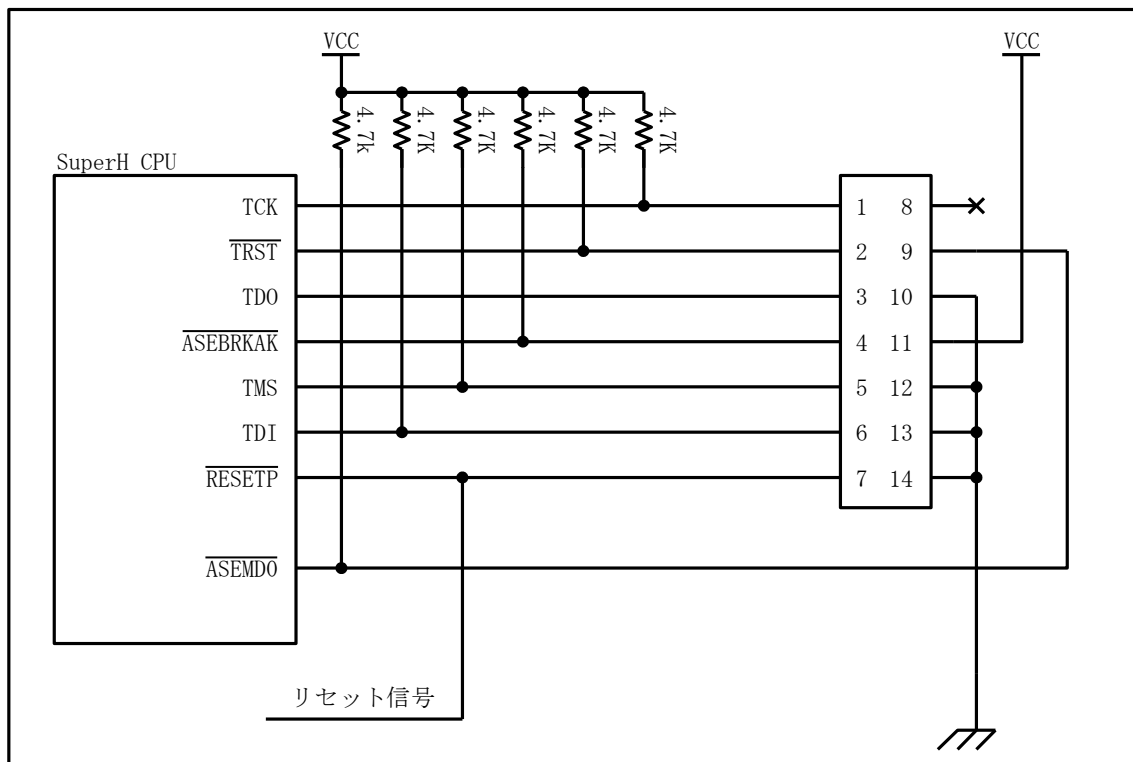 VCC
VCC
4.7k
4.7K
4.7K
4.7K
4.7K
4.7K
SuperH CPU
TCK
1
8
TRST
2
9
TDO
3
10
ASEBRKAK
4
11
TMS
5
12
TDI
6
13
RESETP
7
14
ASEMD0
リセット信号